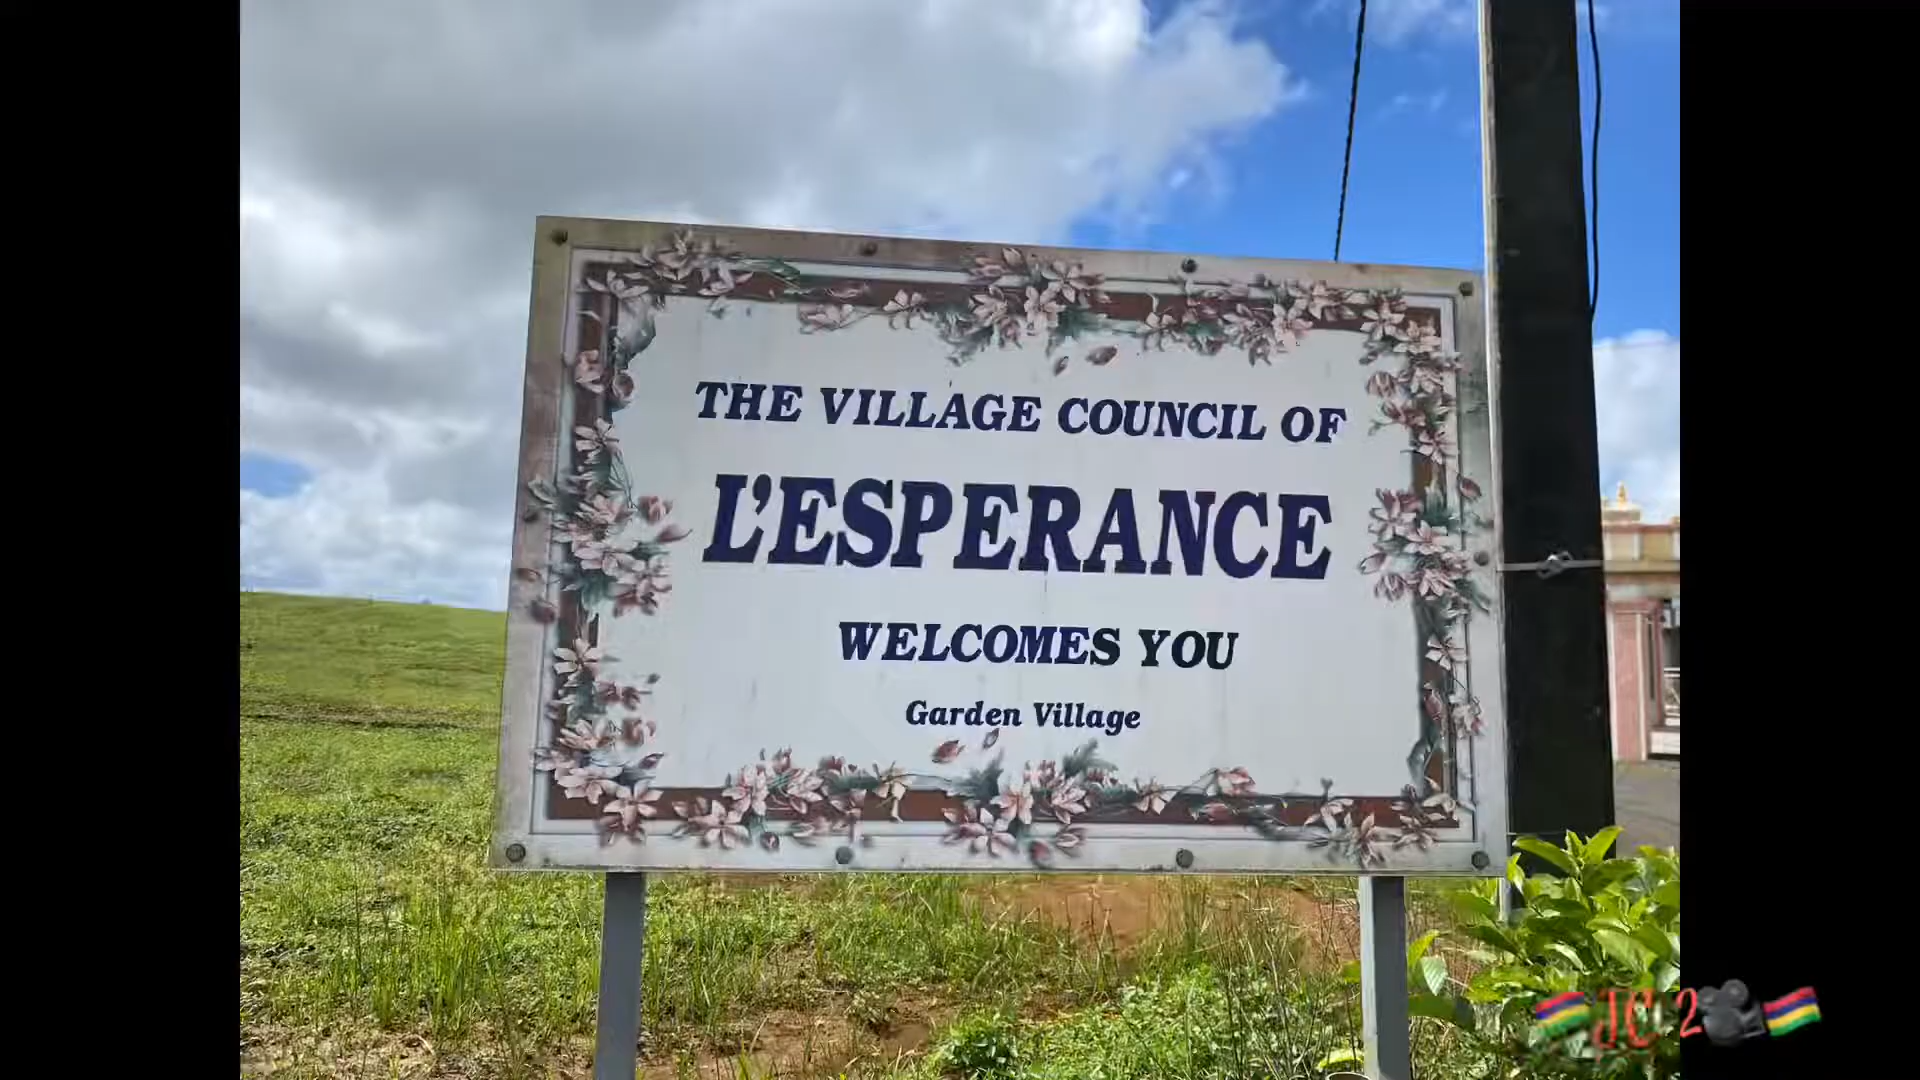 THE VILLAGE COUNCIL OF
L'ESPERANCE
WELCOMES YOU
Garden Village